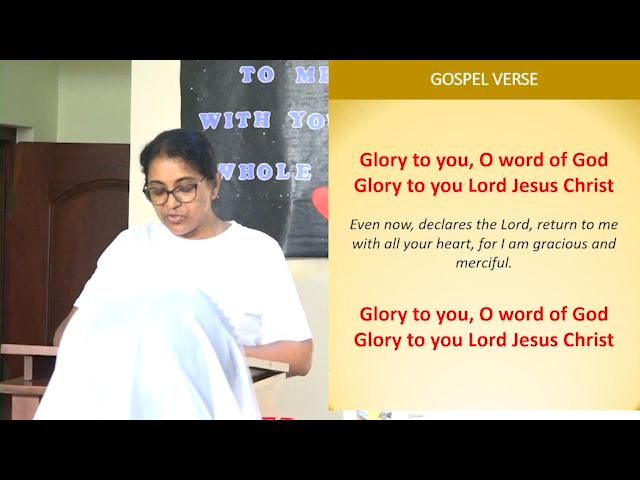 TO ME
WITH YO
WHOLE
GOSPEL VERSE
Glory to you, O word of God
Glory to you Lord Jesus Christ
Even now, declares the Lord, return to me
with all your heart, for I am gracious and
merciful.
Glory to you, O word of God
Glory to you Lord Jesus Christ